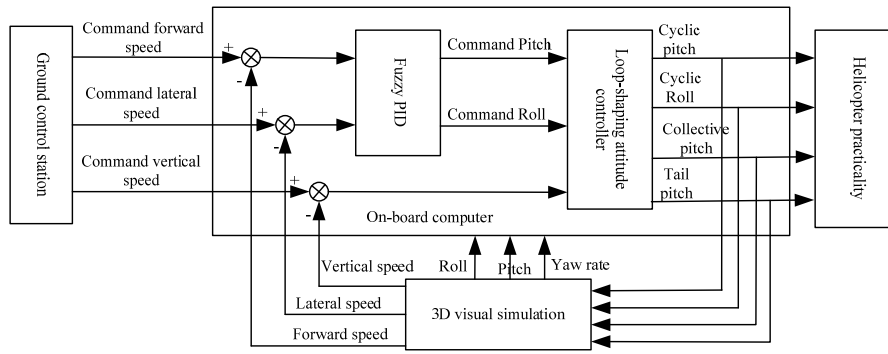 Ground control station
Command forward
speed
Command lateral
speed
Command vertical
speed
+
-
+
-
+
-
Fuzzy PID
Command Pitch
Command Roll
Loop-shaping attitude
controller
Cyclic
pitch
Cyclic
Roll
Collective
pitch
Tail
pitch
Helicopter practicality
On-board computer
Vertical speed
Lateral speed
Forward speed
Roll
Pitch
Yaw rate
3D visual simulation